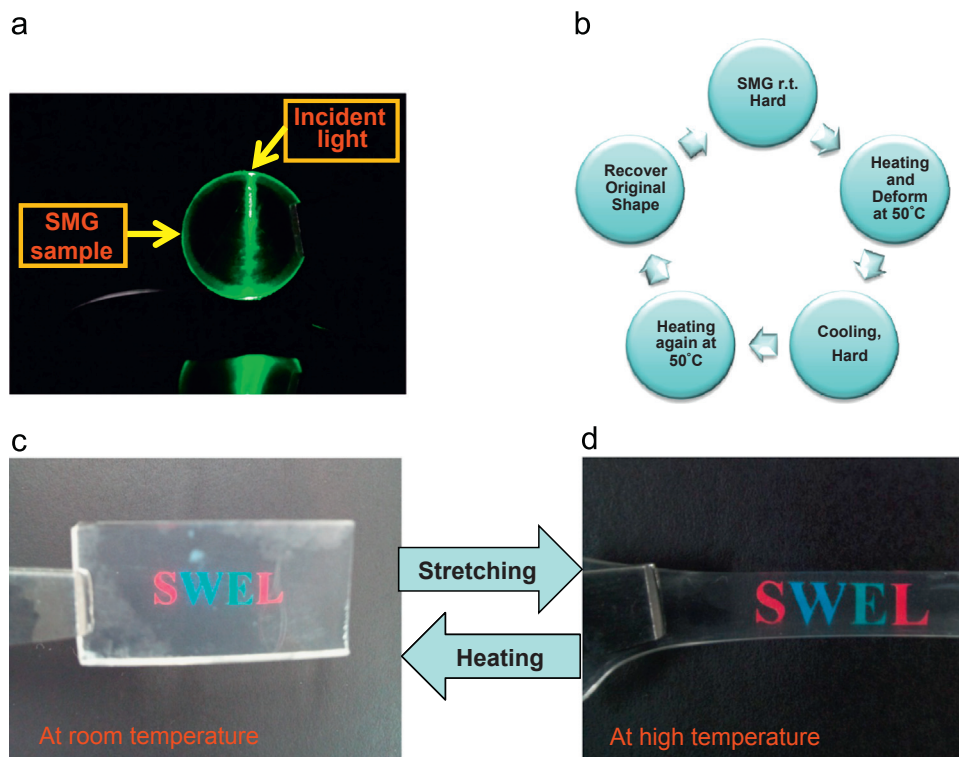 a
Incident
light
SMG
sample
b
SMG r.t.
Hard
Heating
and
Deform
at 50˚C
Cooling,
Hard
Heating
again at
50˚C
Recover
Original
Shape
c
SWEL
At room temperature
Stretching
Heating
d
SWEL
At high temperature